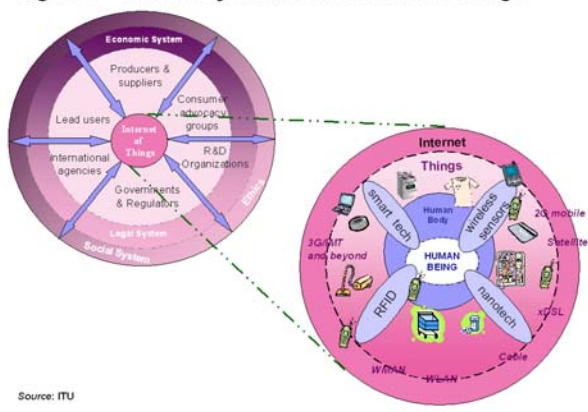 Economic System
Producers &
suppliers
Lead users
Consumer
advocacy
groups
Internet
of
Things
International
agencies
R&D
Organizations
Governments
& Regulators
Legal System
Social System
Ethics
Internet
Things
smart tech
wireless
sensors
Human
Body
HUMAN
BEING
RFID
nanotech
2G mobile
Satellite
3G/IMT
and beyond
xDSL
Cable
WLAN
WMAN
Source: ITU